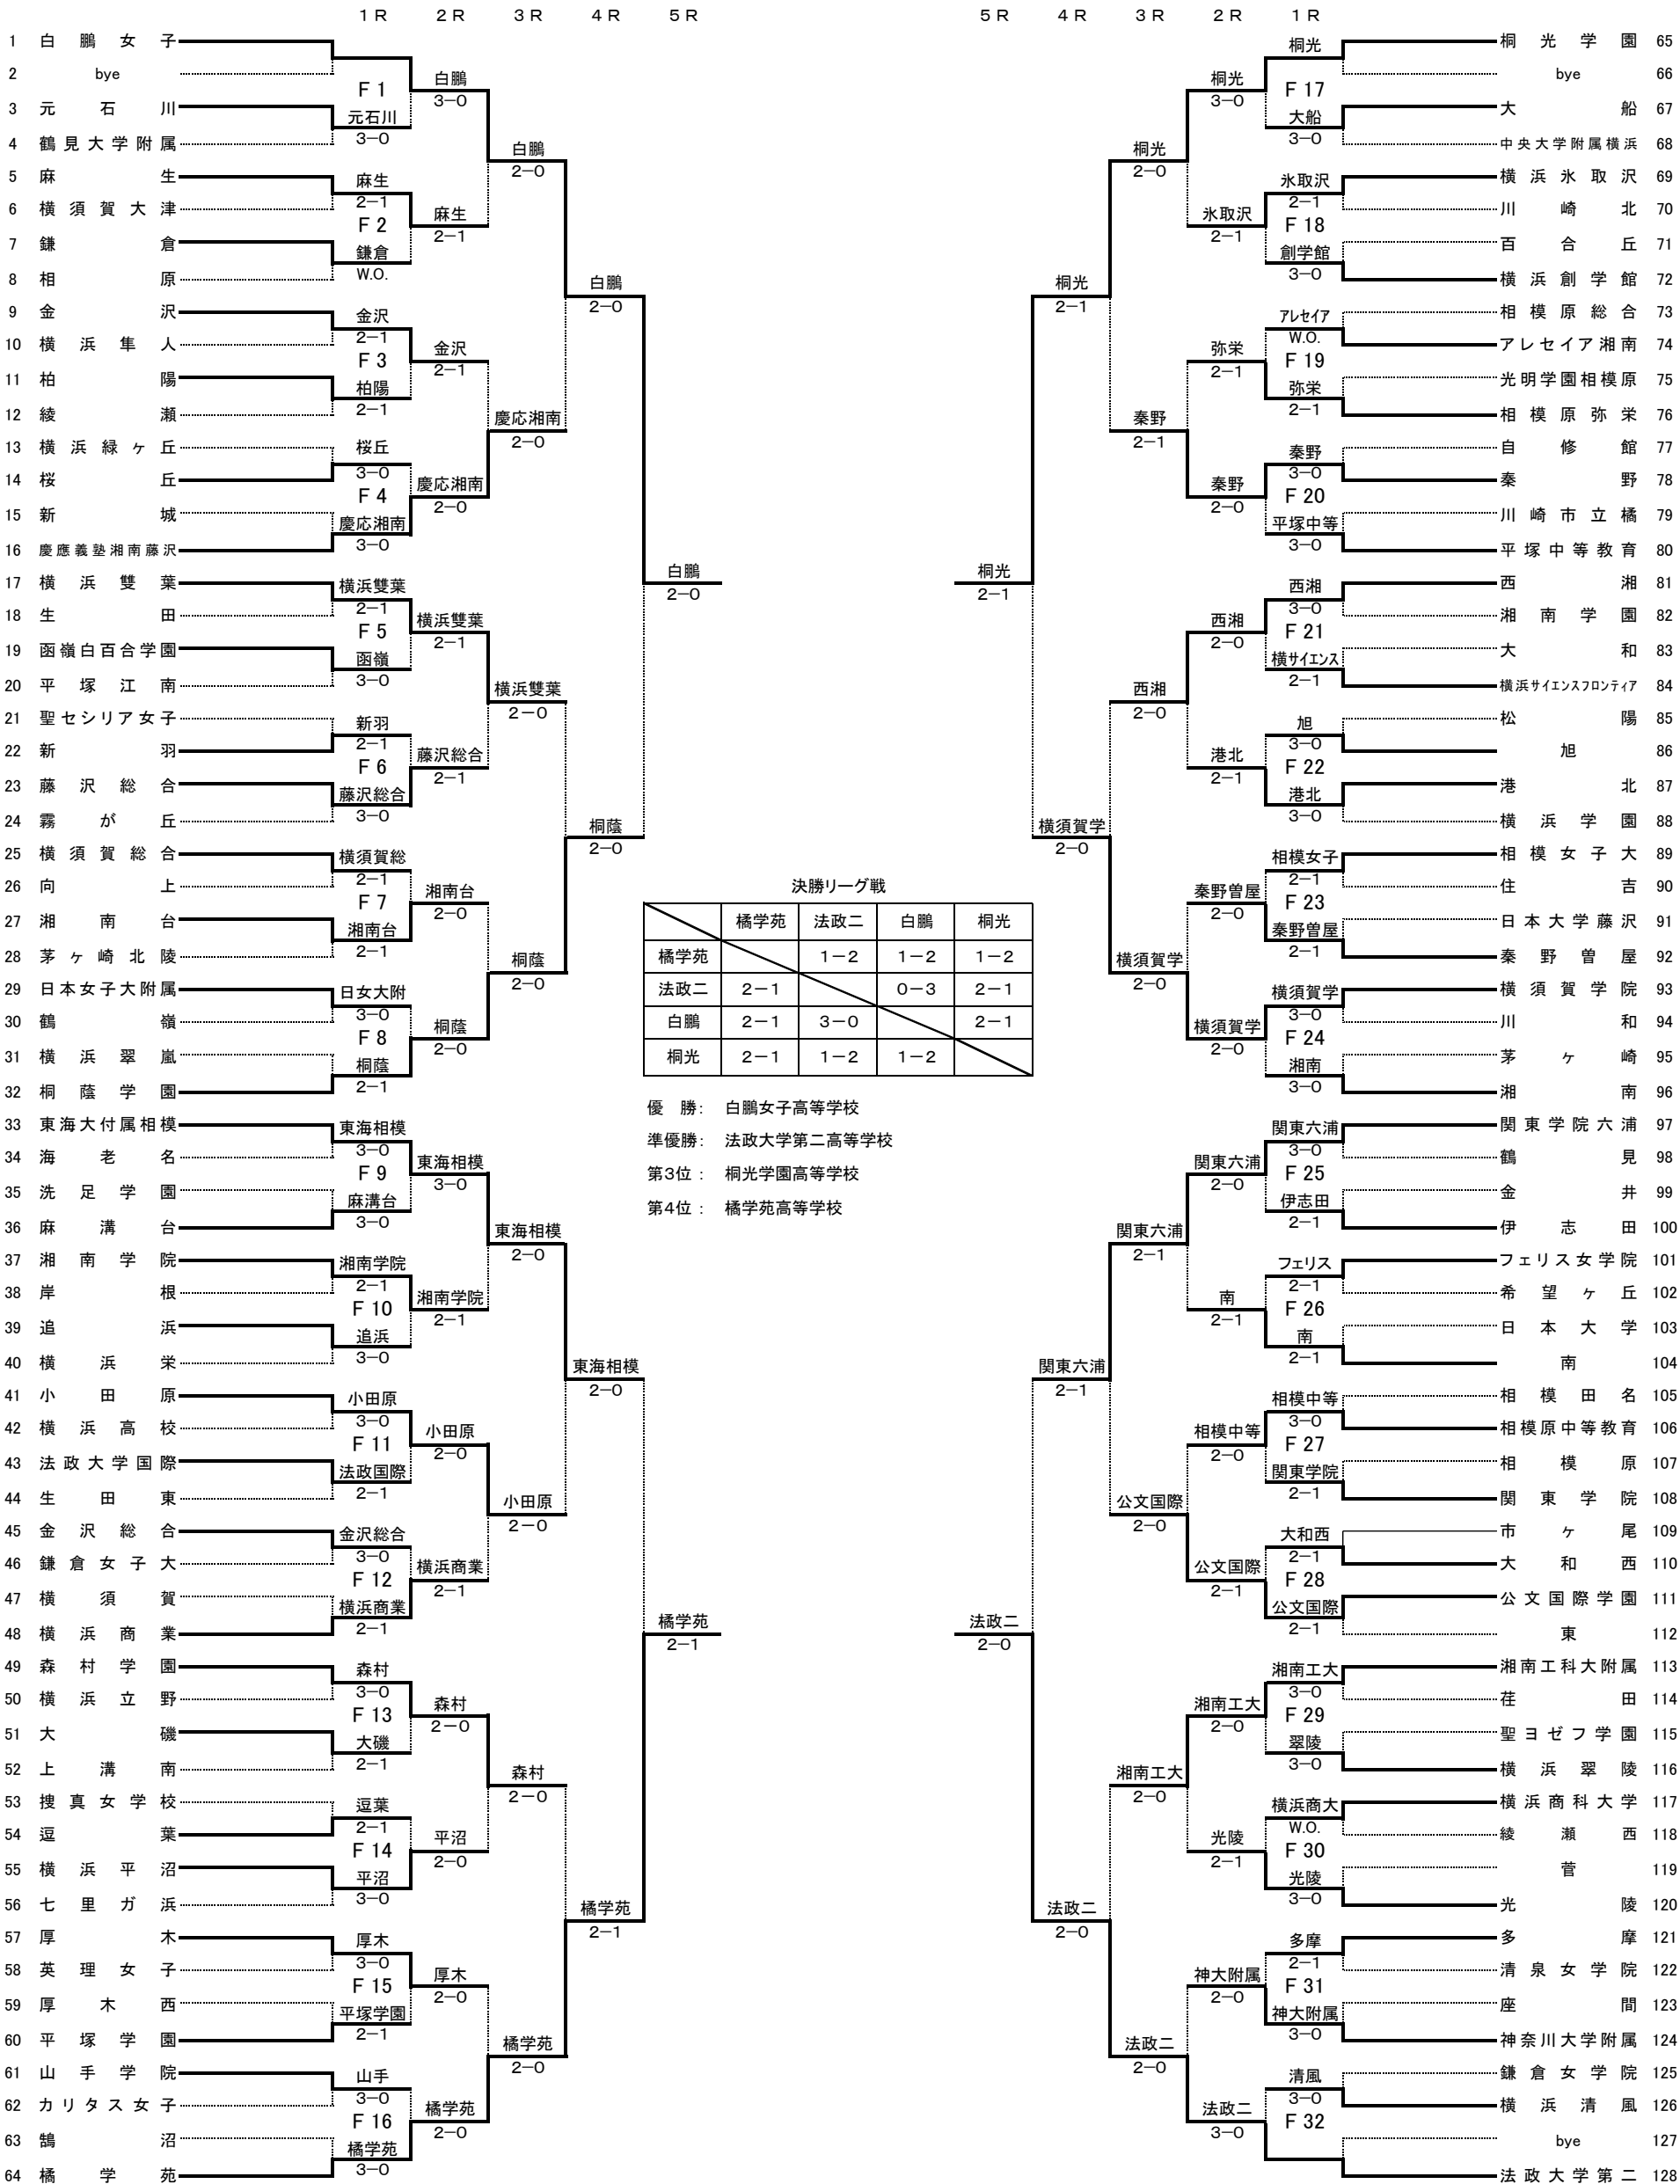 1R 2R 3R 4R 5R 5R 4R 3R 2R 1R
1 白鵬女子
2 bye
3 元石川
4 鶴見大学附属
5 麻生
6 横須賀大津
7 鎌倉
8 相原
9 金沢
10 横浜隼人
11 柏陽
12 綾瀬
13 横浜緑ヶ丘
14 桜丘
15 新城
16 慶應義塾湘南藤沢
17 横浜雙葉
18 生田
19 函嶺白百合学園
20 平塚江南
21 聖セシリア女子
22 新羽
23 藤沢総合
24 霧が丘
25 横須賀総合
26 向上
27 湘南台
28 茅ヶ崎北陵
29 日本女子大附属
30 鶴嶺
31 横浜翠嵐
32 桐蔭学園
33 東海大付属相模
34 海老名
35 洗足学園
36 麻溝台
37 湘南学院
38 岸根
39 追浜
40 横浜栄
41 小田原
42 横浜高校
43 法政大学国際
44 生田東
45 金沢総合
46 鎌倉女子大
47 横須賀
48 横浜商業
49 森村学園
50 横浜立野
51 大磯
52 上溝南
53 捜真女学校
54 逗葉
55 横浜平沼
56 七里ガ浜
57 厚木
58 英理女子
59 厚木西
60 平塚学園
61 山手学院
62 カリタス女子
63 鵠沼
64 橘学苑
F 1
元石川
3-0
麻生
2-1
F 2
鎌倉
W.O.
金沢
2-1
F 3
柏陽
2-1
桜丘
3-0
F 4
慶応湘南
3-0
横浜雙葉
2-1
F 5
函嶺
3-0
新羽
2-1
F 6
藤沢総合
3-0
横須賀総
2-1
F 7
湘南台
2-1
日女大附
3-0
F 8
桐蔭
2-1
東海相模
3-0
F 9
麻溝台
3-0
湘南学院
2-1
F 10
追浜
3-0
小田原
3-0
F 11
法政国際
2-1
金沢総合
3-0
F 12
横浜商業
2-1
森村
3-0
F 13
大磯
2-1
逗葉
2-1
F 14
平沼
3-0
厚木
3-0
F 15
平塚学園
2-1
山手
3-0
F 16
橘学苑
3-0
白鵬
3-0
麻生
2-1
金沢
2-1
慶応湘南
2-0
横浜雙葉
2-1
藤沢総合
2-1
湘南台
2-0
桐蔭
2-0
東海相模
3-0
湘南学院
2-1
小田原
2-0
横浜商業
2-1
森村
2-0
平沼
2-0
厚木
2-0
橘学苑
2-0
白鵬
2-0
慶応湘南
2-0
横浜雙葉
2-0
桐蔭
2-0
東海相模
2-0
小田原
2-0
森村
2-0
橘学苑
2-0
白鵬
2-0
桐蔭
2-0
東海相模
2-0
橘学苑
2-1
白鵬
2-0
橘学苑
2-1
決勝リーグ戦
橘学苑 法政二 白鵬 桐光
橘学苑 1-2 1-2 1-2
法政二 2-1 0-3 2-1
白鵬 2-1 3-0 2-1
桐光 2-1 1-2 1-2
優 勝: 白鵬女子高等学校
準優勝: 法政大学第二高等学校
第3位: 桐光学園高等学校
第4位: 橘学苑高等学校
桐光
2-1
法政二
2-0
桐光
2-1
横須賀学
2-0
関東六浦
2-1
法政二
2-0
桐光
2-0
秦野
2-1
西湘
2-0
横須賀学
2-0
関東六浦
2-1
公文国際
2-0
湘南工大
2-0
法政二
2-0
桐光
3-0
氷取沢
2-1
弥栄
2-1
秦野
2-0
西湘
2-0
港北
2-1
秦野曽屋
2-0
横須賀学
2-0
関東六浦
2-0
南
2-1
相模中等
2-0
公文国際
2-1
湘南工大
2-0
光陵
2-1
神大附属
2-0
法政二
3-0
桐光
F 17
大船
3-0
氷取沢
2-1
F 18
創学館
3-0
アレセイア
W.O.
F 19
弥栄
2-1
秦野
3-0
F 20
平塚中等
3-0
西湘
3-0
F 21
横サイエンス
2-1
旭
3-0
F 22
港北
3-0
相模女子
2-1
F 23
秦野曽屋
2-1
横須賀学
3-0
F 24
湘南
3-0
関東六浦
3-0
F 25
伊志田
2-1
フェリス
2-1
F 26
南
2-1
相模中等
3-0
F 27
関東学院
2-1
大和西
2-1
F 28
公文国際
2-1
湘南工大
3-0
F 29
翠陵
3-0
横浜商大
W.O.
F 30
光陵
3-0
多摩
2-1
F 31
神大附属
3-0
清風
3-0
F 32
桐光学園 65
bye 66
大船 67
中央大学附属横浜 68
横浜氷取沢 69
川崎北 70
百合丘 71
横浜創学館 72
相模原総合 73
アレセイア湘南 74
光明学園相模原 75
相模原弥栄 76
自修館 77
秦野 78
川崎市立橘 79
平塚中等教育 80
西湘 81
湘南学園 82
大和 83
横浜サイエンスフロンティア 84
松陽 85
旭 86
港北 87
横浜学園 88
相模女子大 89
住吉 90
日本大学藤沢 91
秦野曽屋 92
横須賀学院 93
川和 94
茅ヶ崎 95
湘南 96
関東学院六浦 97
鶴見 98
金井 99
伊志田 100
フェリス女学院 101
希望ヶ丘 102
日本大学 103
南 104
相模田名 105
相模原中等教育 106
相模原 107
関東学院 108
市ヶ尾 109
大和西 110
公文国際学園 111
東 112
湘南工科大附属 113
荏田 114
聖ヨゼフ学園 115
横浜翠陵 116
横浜商科大学 117
綾瀬西 118
菅 119
光陵 120
多摩 121
清泉女学院 122
座間 123
神奈川大学附属 124
鎌倉女学院 125
横浜清風 126
bye 127
法政大学第二 128